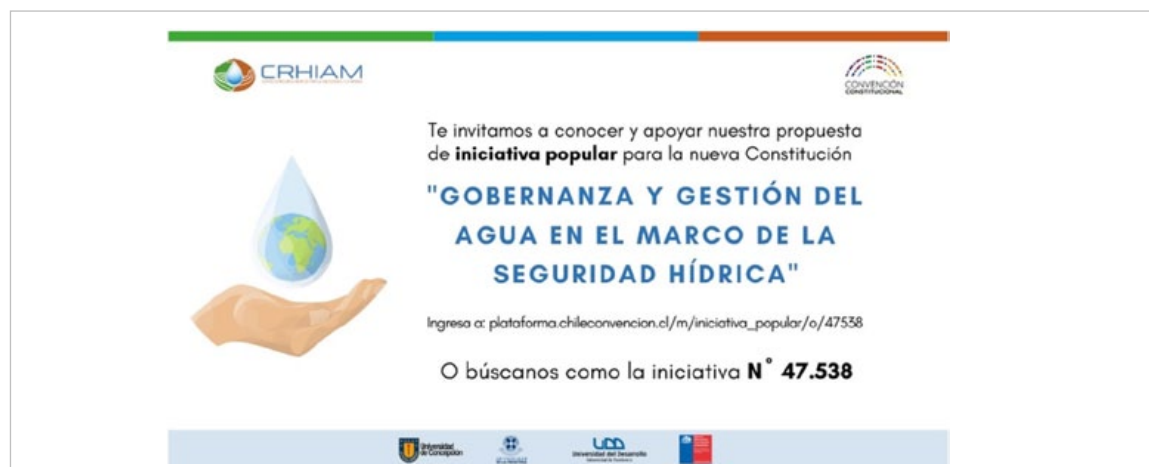 CRHIAM
CONVENCIÓN
CONSTITUCIONAL
Te invitamos a conocer y apoyar nuestra propuesta
de iniciativa popular para la nueva Constitución
"GOBERNANZA Y GESTIÓN DEL
AGUA EN EL MARCO DE LA
SEGURIDAD HÍDRICA"
Ingresa a: plataforma.chileconvencion.cl/m/iniciativa_popular/o/47538
O búscanos como la iniciativa N° 47.538
Universidad
de Concepción
UDD
Universidad del Desarrollo